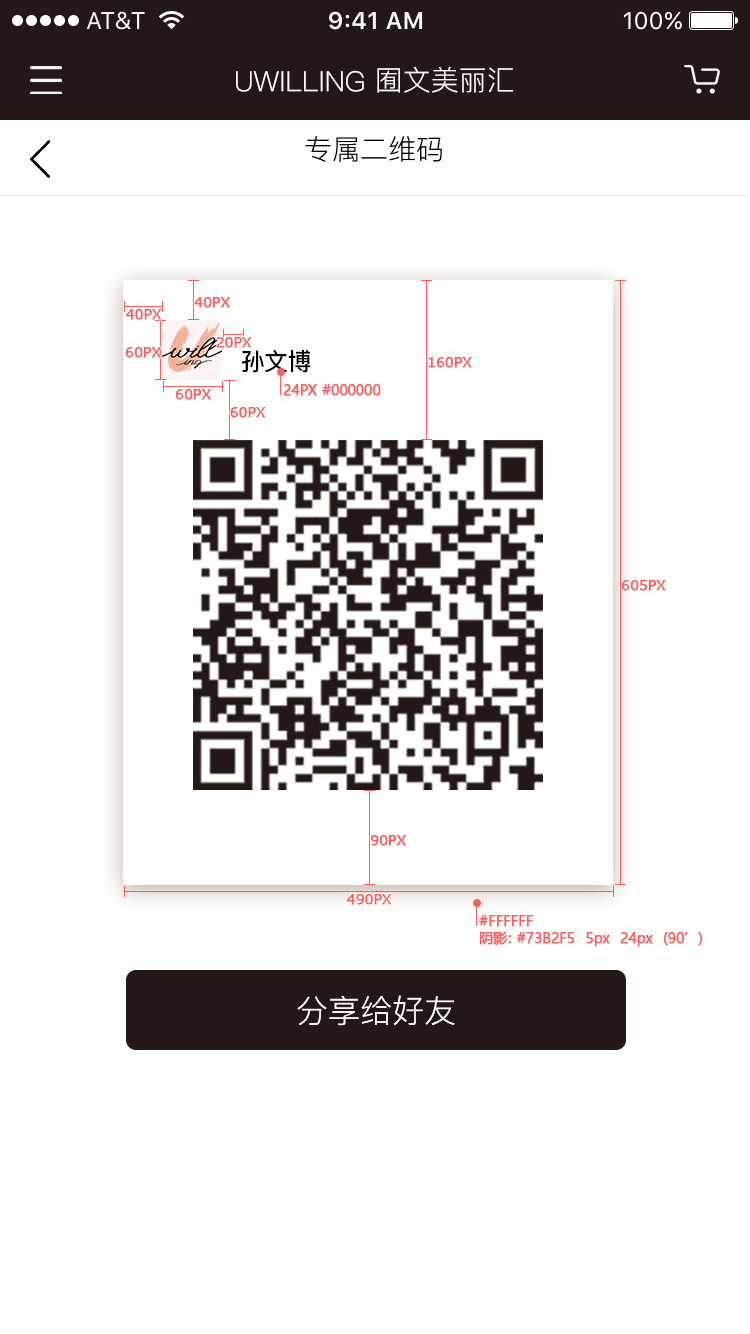 AT&T 9:41 AM 100%
UWILLING 囿文美丽汇
专属二维码
40PX
40PX
20PX
60PX
will
ing
孙文博
160PX
24PX #000000
60PX
60PX
605PX
90PX
490PX
#FFFFFF
阴影: #73B2F5 5px 24px (90′)
分享给好友